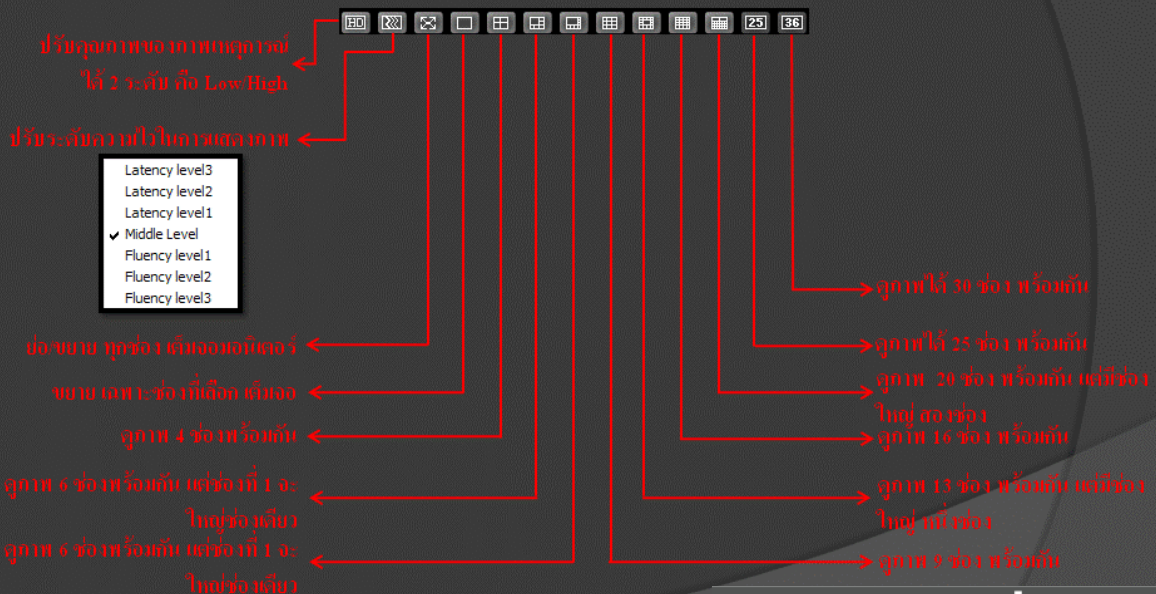 HD
25
36
ปรับคุณภาพของภาพเหตุการณ์
ได้ 2 ระดับ คือ Low/High
ปรับระดับความไวในการแสดงภาพ
Latency level3
Latency level2
Latency level1
Middle Level
Fluency level1
Fluency level2
Fluency level3
ย่อ/ขยาย ทุกช่อง เต็มจอมอนิเตอร์
ขยาย เฉพาะช่องที่เลือก เต็มจอ
ดูภาพ 4 ช่องพร้อมกัน
ดูภาพ 6 ช่องพร้อมกัน แต่ช่องที่ 1 จะ
ใหญ่ช่องเดียว
ดูภาพ 6 ช่องพร้อมกัน แต่ช่องที่ 1 จะ
ใหญ่ช่องเดียว
ดูภาพได้ 30 ช่อง พร้อมกัน
ดูภาพได้ 25 ช่อง พร้อมกัน
ดูภาพ 20 ช่อง พร้อมกัน แต่มีช่อง
ใหญ่ สองช่อง
ดูภาพ 16 ช่อง พร้อมกัน
ดูภาพ 13 ช่อง พร้อมกัน แต่มีช่อง
ใหญ่ หนึ่งช่อง
ดูภาพ 9 ช่อง พร้อมกัน